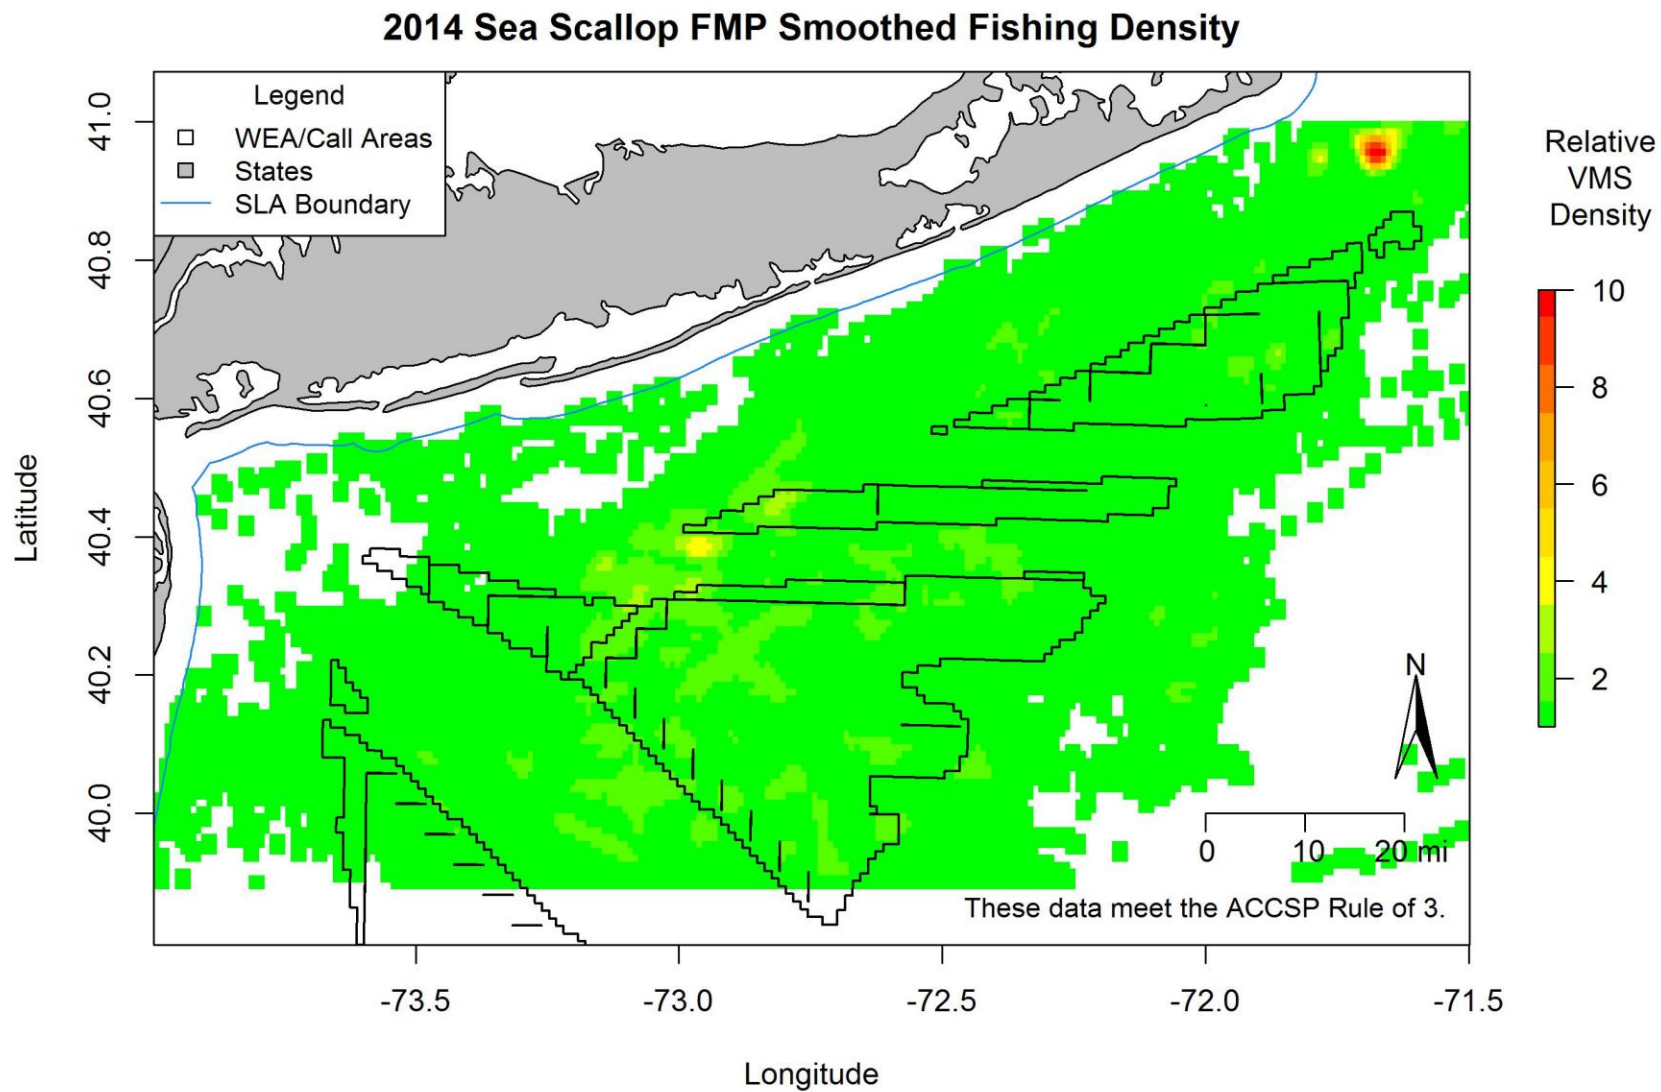 2014 Sea Scallop FMP Smoothed Fishing Density
Legend
WEA/Call Areas
States
SLA Boundary
Relative
VMS
Density
10
8
6
4
2
Latitude
41.0
40.8
40.6
40.4
40.2
40.0
N
0 10 20 mi
These data meet the ACCSP Rule of 3.
-73.5 -73.0 -72.5 -72.0 -71.5
Longitude